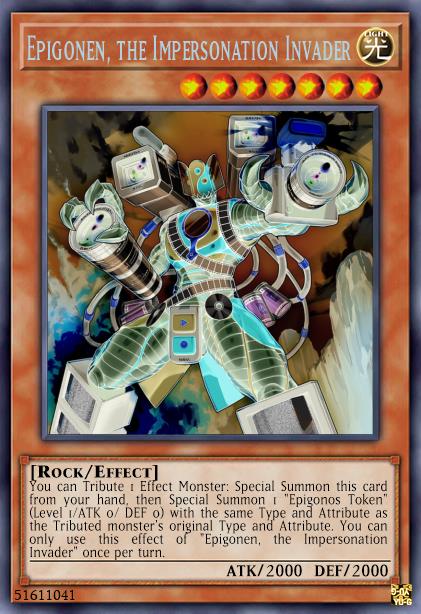 EPIGONEN, THE IMPERSONATION INVADER
LIGHT
光
[ROCK/EFFECT]
You can Tribute 1 Effect Monster: Special Summon this card
from your hand, then Special Summon 1 "Epigonos Token"
(Level 1/ATK 0/ DEF 0) with the same Type and Attribute as
the Tributed monster's original Type and Attribute. You can
only use this effect of "Epigonen, the Impersonation
Invader" once per turn.
ATK/2000 DEF/2000
51611041